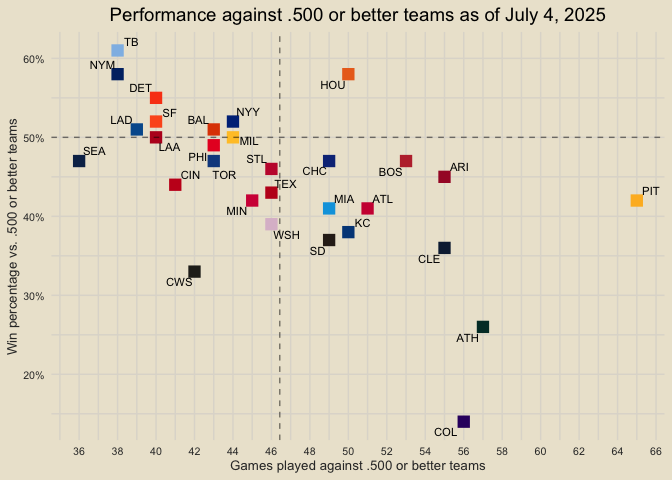 Performance against .500 or better teams as of July 4, 2025
Win percentage vs. .500 or better teams
60%
50%
40%
30%
20%
TB
NYM
HOU
DET
SF
LAD
BAL
NYY
MIL
LAA
SEA
PHI
TOR
STL
CHC
BOS
ARI
CIN
TEX
PIT
MIN
MIA
ATL
WSH
KC
SD
CLE
CWS
ATH
COL
36 38 40 42 44 46 48 50 52 54 56 58 60 62 64 66
Games played against .500 or better teams